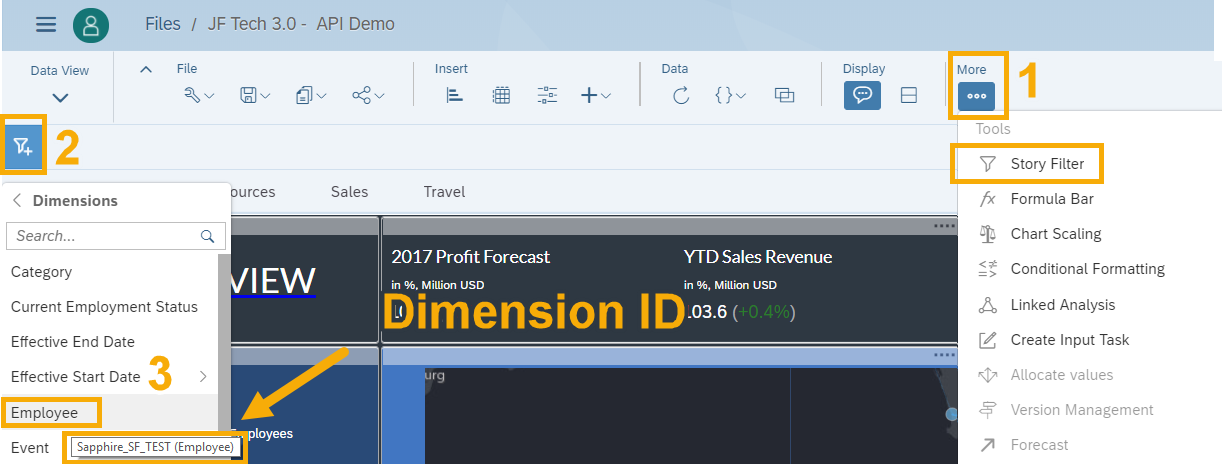 Files / JF Tech 3.0 - API Demo
Data View
File
Insert
Data
Display
More
1
2
Tools
Story Filter
Formula Bar
Chart Scaling
Conditional Formatting
Linked Analysis
Create Input Task
Allocate values
Version Management
Forecast
Sales
Travel
Dimensions
Search...
Category
Current Employment Status
Effective End Date
Effective Start Date
3
Employee
Event
Sapphire_SF_TEST (Employee)
VIEW
2017 Profit Forecast
in %, Million USD
YTD Sales Revenue
in %, Million USD
03.6 (+0.4%)
Dimension ID